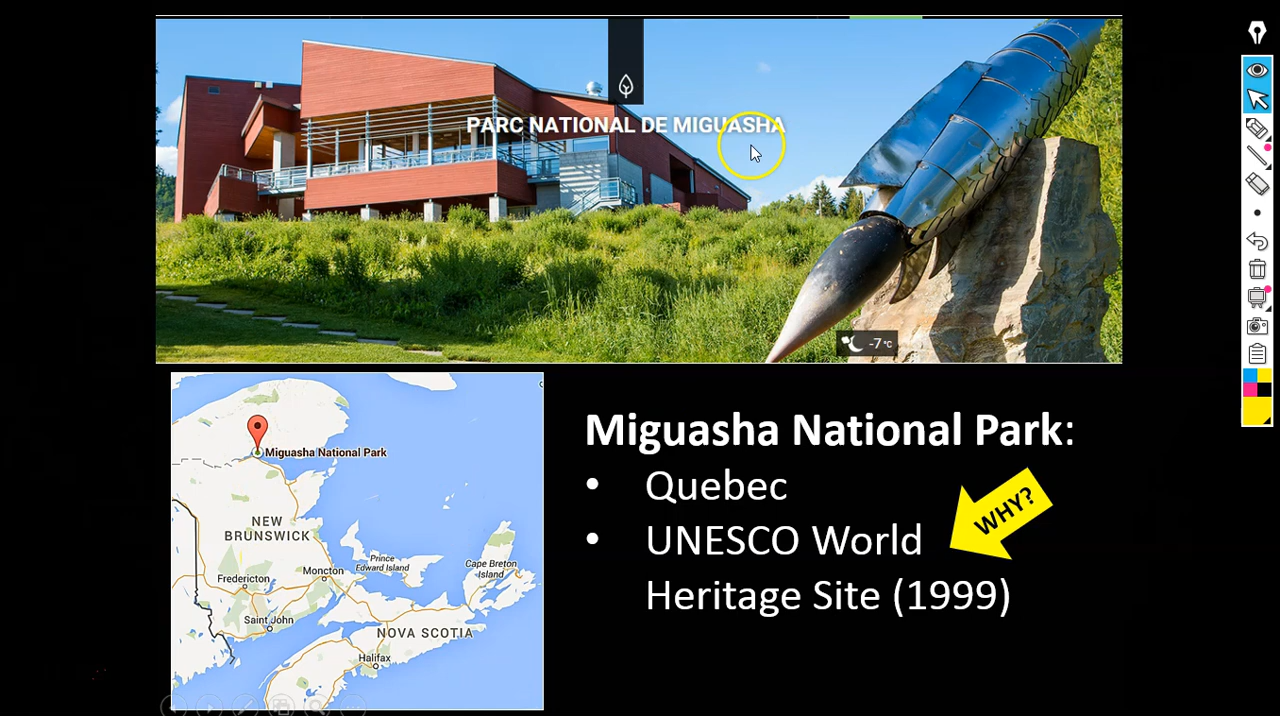 PARC NATIONAL DE MIGUASHA
-7°C
Miguasha National Park
NEW
BRUNSWICK
Prince
Edward Island
Cape Breton
Island
Moncton
Fredericton
Saint John
NOVA SCOTIA
Halifax
Miguasha National Park:
• Quebec
• UNESCO World
Heritage Site (1999)
WHY?